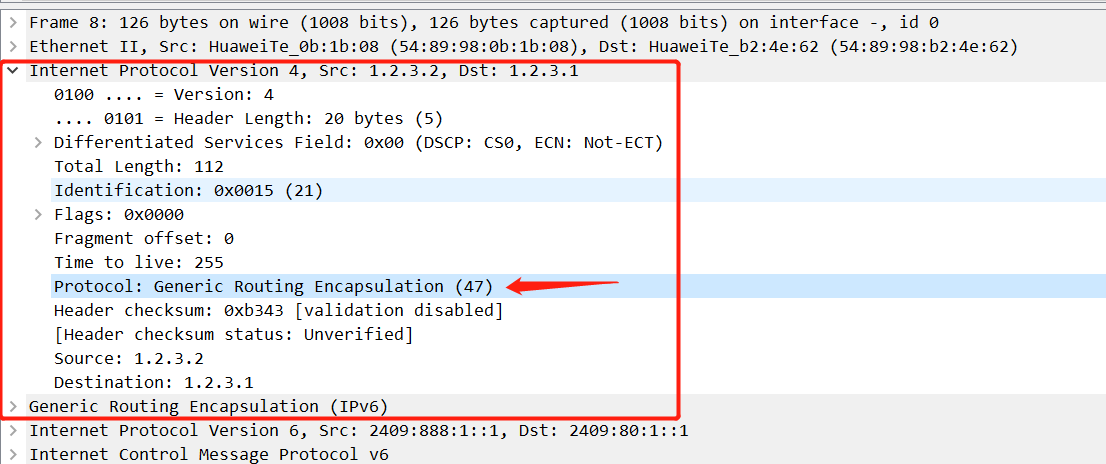 Frame 8: 126 bytes on wire (1008 bits), 126 bytes captured (1008 bits) on interface -, id 0
Ethernet II, Src: HuaweiTe_0b:1b:08 (54:89:98:0b:1b:08), Dst: HuaweiTe_b2:4e:62 (54:89:98:b2:4e:62)
Internet Protocol Version 4, Src: 1.2.3.2, Dst: 1.2.3.1
0100 .... = Version: 4
.... 0101 = Header Length: 20 bytes (5)
Differentiated Services Field: 0x00 (DSCP: CS0, ECN: Not-ECT)
Total Length: 112
Identification: 0x0015 (21)
Flags: 0x0000
Fragment offset: 0
Time to live: 255
Protocol: Generic Routing Encapsulation (47)
Header checksum: 0xb343 [validation disabled]
[Header checksum status: Unverified]
Source: 1.2.3.2
Destination: 1.2.3.1
Generic Routing Encapsulation (IPv6)
Internet Protocol Version 6, Src: 2409:888:1::1, Dst: 2409:80:1::1
Internet Control Message Protocol v6